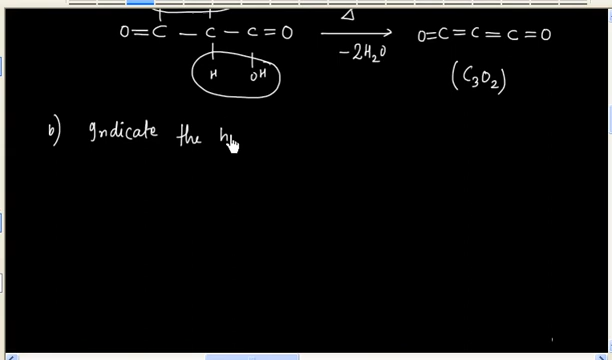 O=C — C — C=O △ -2H₂O O=C=C=C=O
H OH (C₃O₂)
b) Indicate the